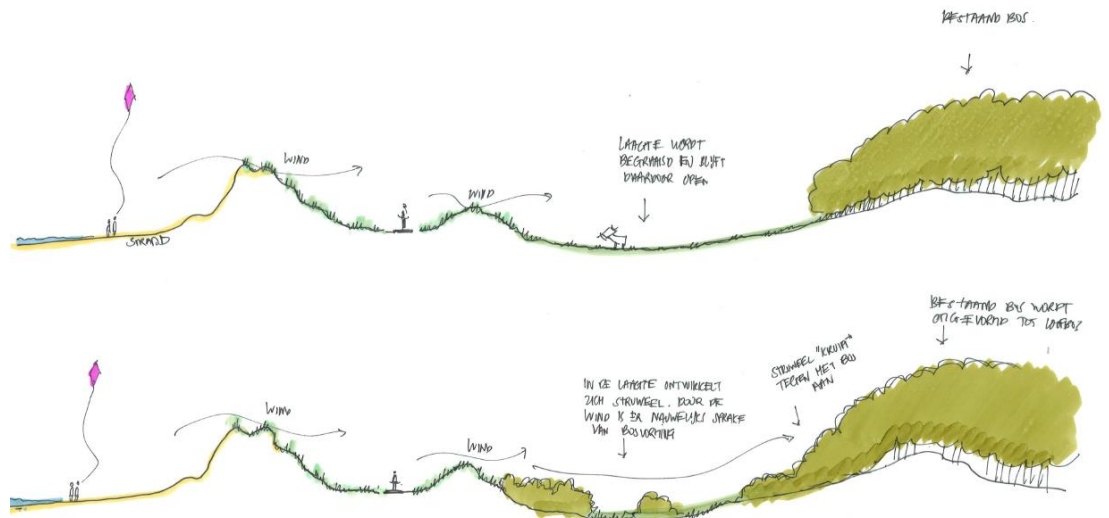 BESTAAND BOS.
WIND
LAAGTE WORDT
BEGRAASD EN BLIJFT
DAARDOOR OPEN
WIND
STRAND
BESTAAND BOS WORDT
OMGEVORMD TOT LOOFBOS
STRUWEEL "KRUIPT"
TEGEN HET BOS
AAN
IN DE LAAGTE ONTWIKKELT
ZICH STRUWEEL. DOOR DE
WIND IS ER NAUWELIJKS SPRAKE
VAN BOSVORMING
WIND
WIND